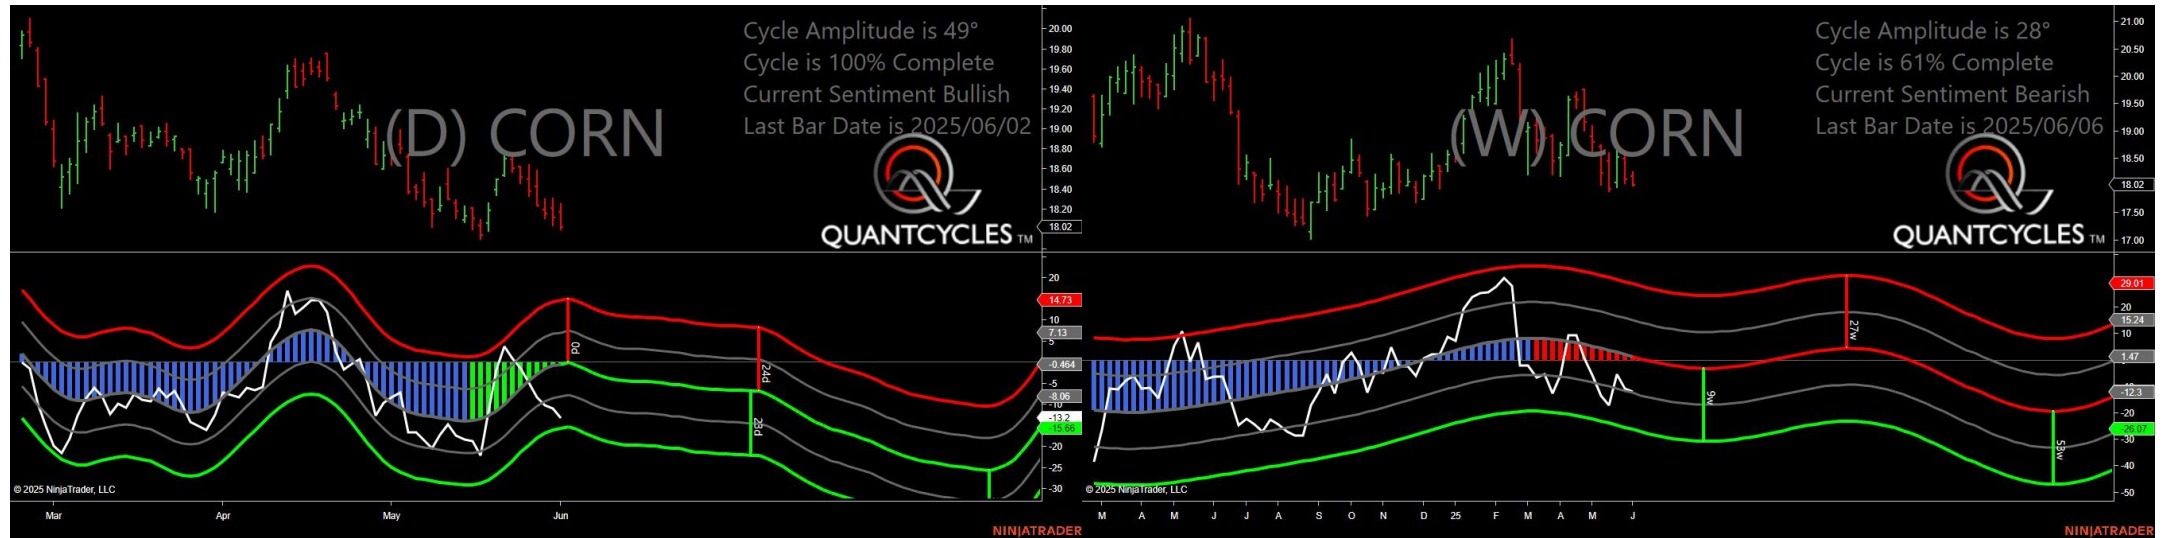 Cycle Amplitude is 49°
Cycle is 100% Complete
Current Sentiment Bullish
Last Bar Date is 2025/06/02
(D) CORN
QUANTCYCLES TM
20.00
19.80
19.60
19.40
19.20
19.00
18.80
18.60
18.40
18.20
18.02
20
14.73
10
7.13
5
-0.464
-5
-8.06
-10
-13.2
-15.66
-20
-25
-30
0d
24d
23d
© 2025 NinjaTrader, LLC
Mar Apr May Jun
NINJATRADER
Cycle Amplitude is 28°
Cycle is 61% Complete
Current Sentiment Bearish
Last Bar Date is 2025/06/06
(W) CORN
QUANTCYCLES TM
21.00
20.50
20.00
19.50
19.00
18.50
18.02
17.50
17.00
29.01
20
15.24
10
1.47
-12.3
-20
-26.07
-30
-40
-50
27w
9w
53w
© 2025 NinjaTrader, LLC
M A M J J A S O N D 25 F M A M J
NINJATRADER